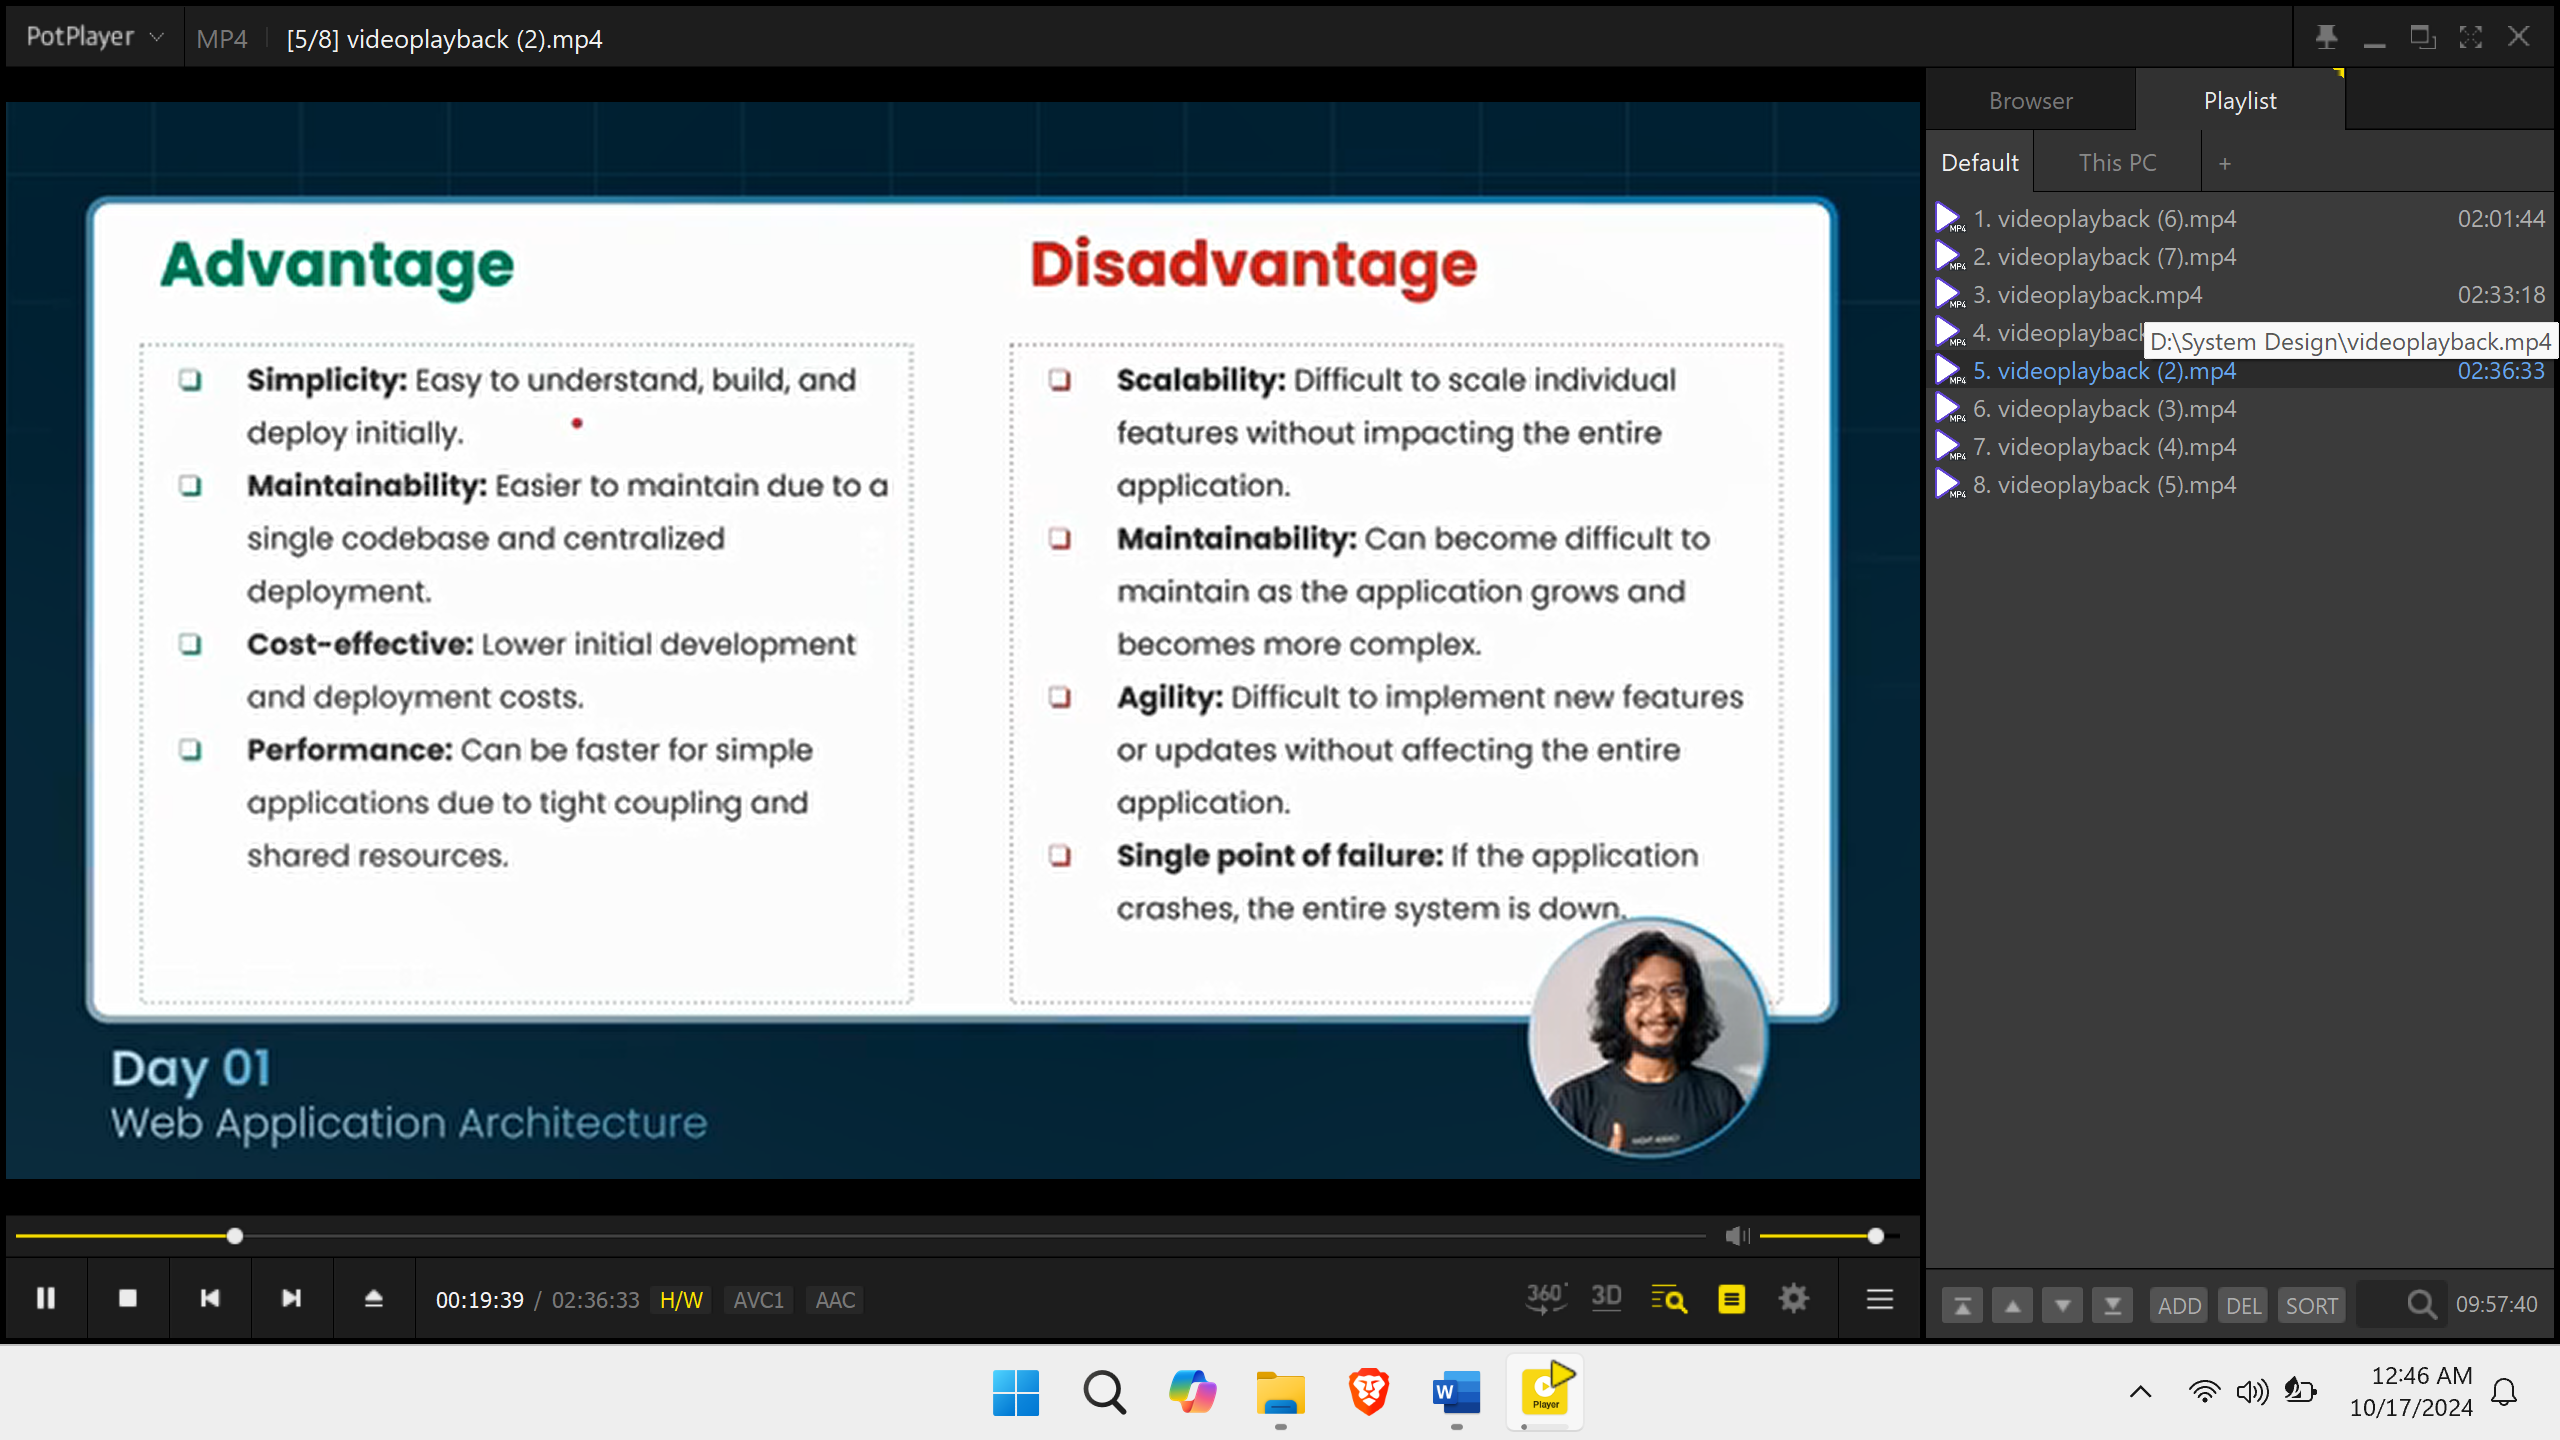 PotPlayer
MP4
[5/8] videoplayback (2).mp4
Advantage
Simplicity: Easy to understand, build, and
deploy initially.
Maintainability: Easier to maintain due to a
single codebase and centralized
deployment.
Cost-effective: Lower initial development
and deployment costs.
Performance: Can be faster for simple
applications due to tight coupling and
shared resources.
Disadvantage
Scalability: Difficult to scale individual
features without impacting the entire
application.
Maintainability: Can become difficult to
maintain as the application grows and
becomes more complex.
Agility: Difficult to implement new features
or updates without affecting the entire
application.
Single point of failure: If the application
crashes, the entire system is down.
Day 01
Web Application Architecture
Browser
Playlist
Default
This PC
+
MP4 1. videoplayback (6).mp4 02:01:44
MP4 2. videoplayback (7).mp4
MP4 3. videoplayback.mp4 02:33:18
MP4 4. videoplayback
D:\System Design\videoplayback.mp4
MP4 5. videoplayback (2).mp4 02:36:33
MP4 6. videoplayback (3).mp4
MP4 7. videoplayback (4).mp4
MP4 8. videoplayback (5).mp4
00:19:39 / 02:36:33 H/W AVC1 AAC
360° 3D
ADD DEL SORT 09:57:40
W
Player
12:46 AM
10/17/2024